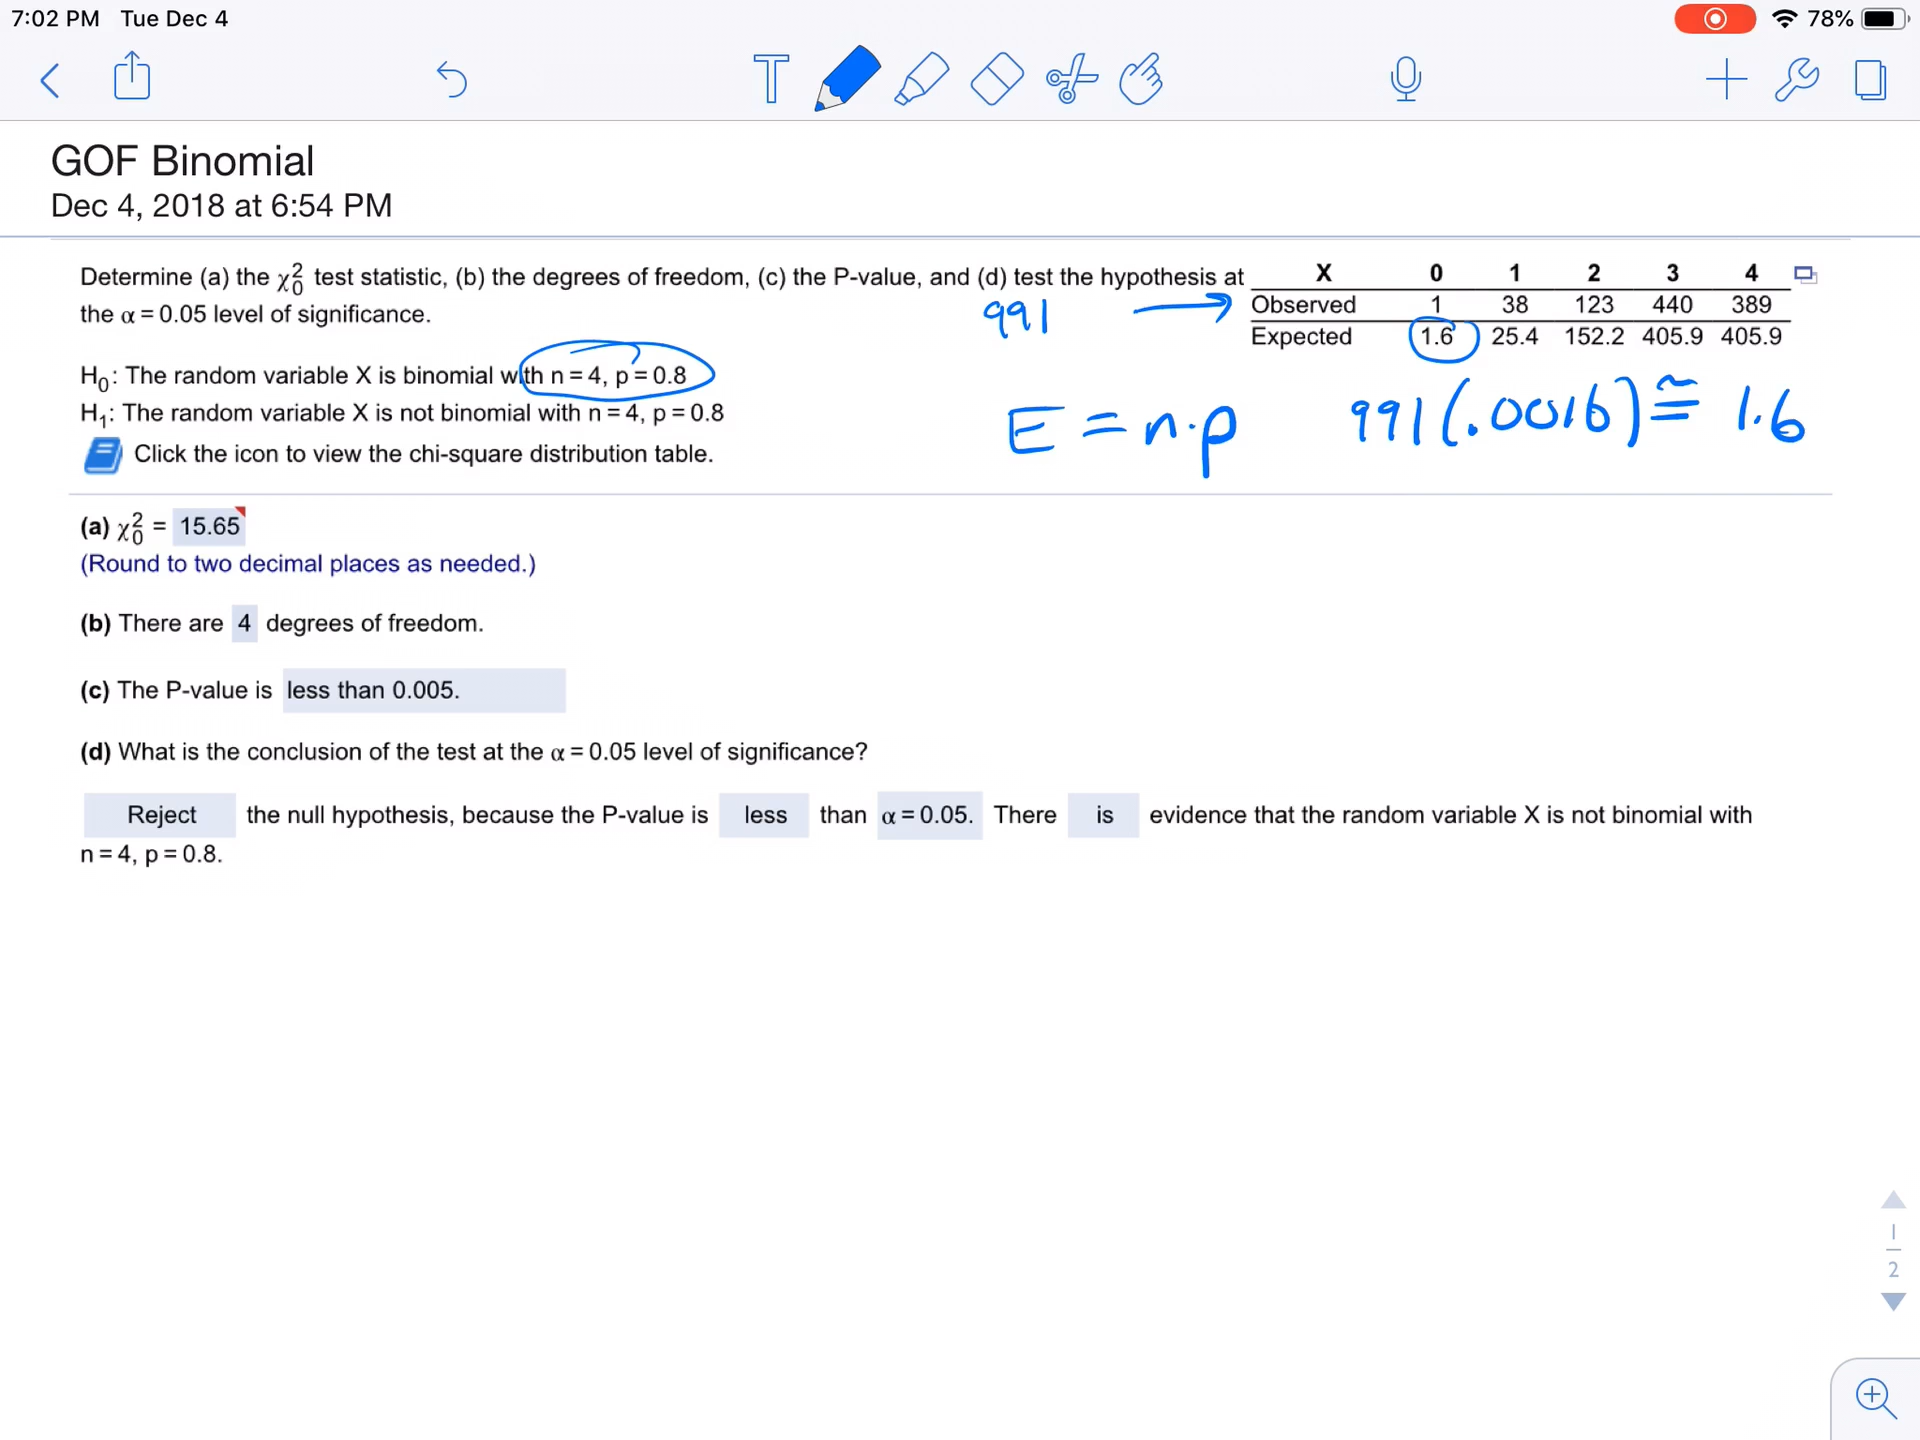 7:02 PM Tue Dec 4
78%
T
GOF Binomial
Dec 4, 2018 at 6:54 PM
Determine (a) the χ₀² test statistic, (b) the degrees of freedom, (c) the P-value, and (d) test the hypothesis at
the α = 0.05 level of significance.
991 →
X 0 1 2 3 4
Observed 1 38 123 440 389
Expected 1.6 25.4 152.2 405.9 405.9
H₀: The random variable X is binomial with n = 4, p = 0.8
H₁: The random variable X is not binomial with n = 4, p = 0.8
E = n·p 991(.0016) ≅ 1.6
Click the icon to view the chi-square distribution table.
(a) χ₀² = 15.65
(Round to two decimal places as needed.)
(b) There are 4 degrees of freedom.
(c) The P-value is less than 0.005.
(d) What is the conclusion of the test at the α = 0.05 level of significance?
Reject the null hypothesis, because the P-value is less than α = 0.05. There is evidence that the random variable X is not binomial with
n = 4, p = 0.8.
1
2